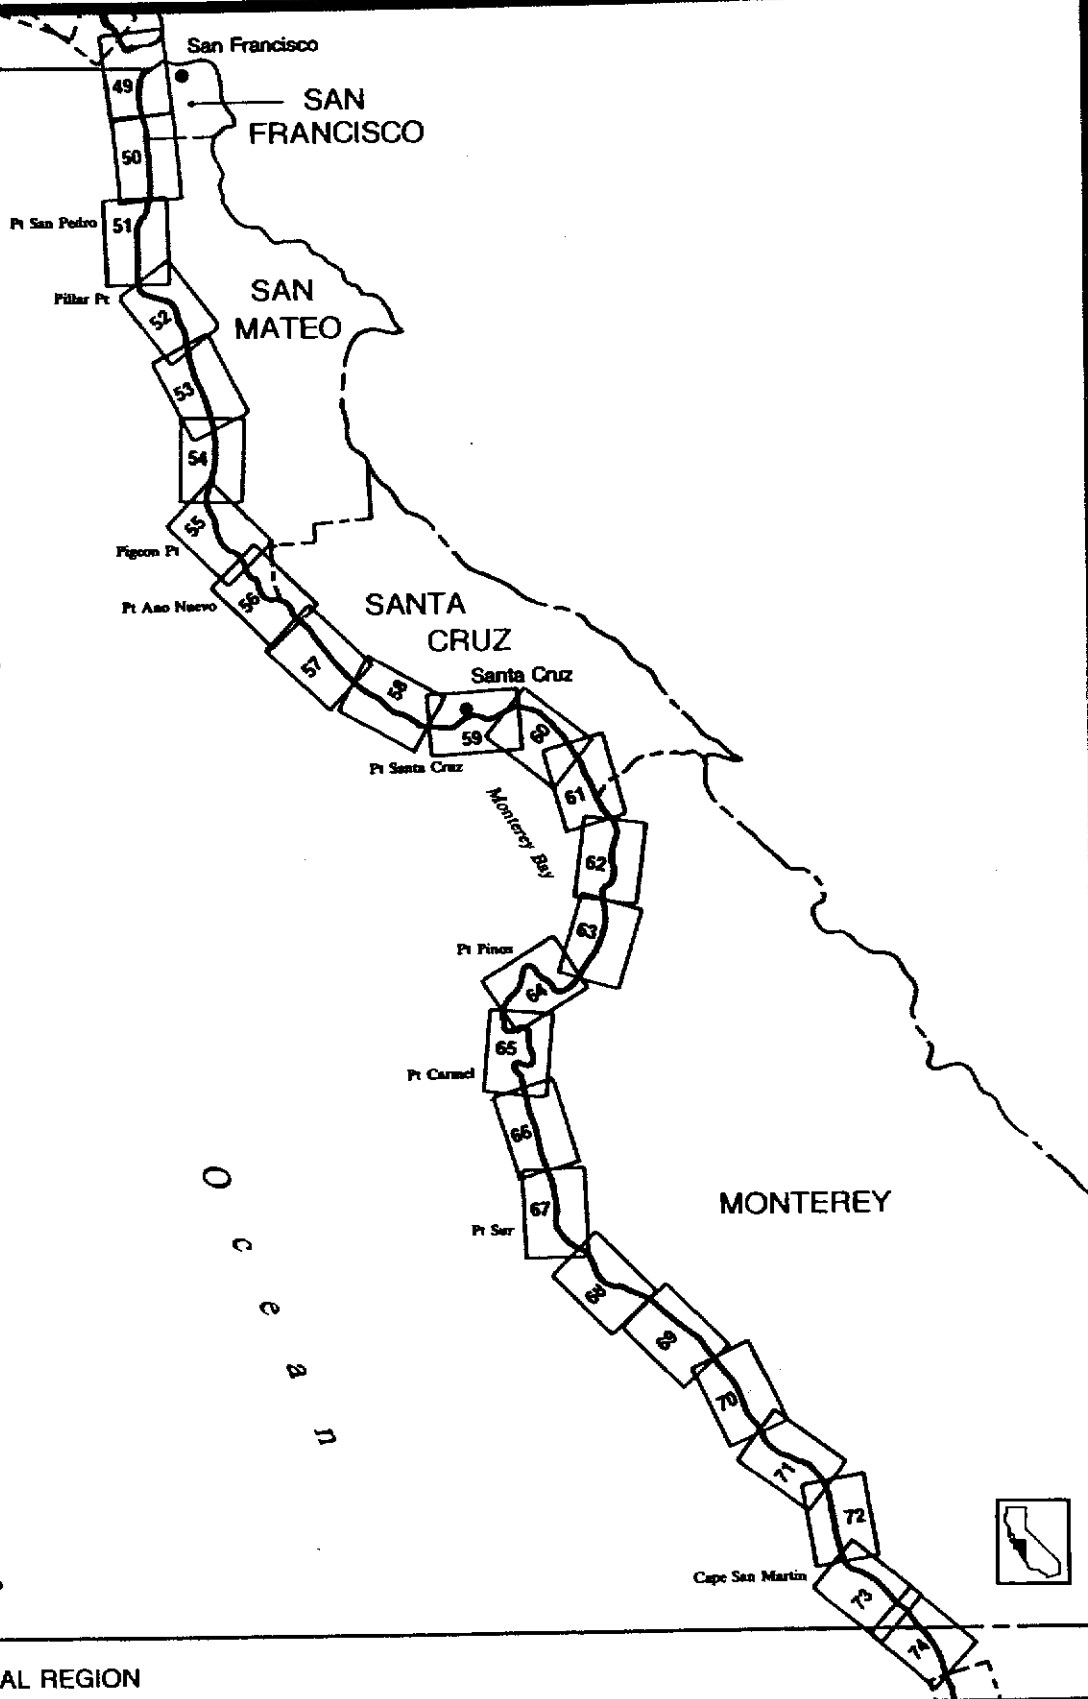 San Francisco
49
SAN
FRANCISCO
50
Pt San Pedro
51
SAN
MATEO
Pillar Pt
52
53
54
55
Pigeon Pt
56
Pt Ano Nuevo
SANTA
CRUZ
57
58
Santa Cruz
59
60
Pt Santa Cruz
61
Monterey Bay
62
63
Pt Pinos
64
65
Pt Carmel
66
67
Pt Sur
MONTEREY
Ocean
68
69
70
71
72
Cape San Martin
73
74
AL REGION